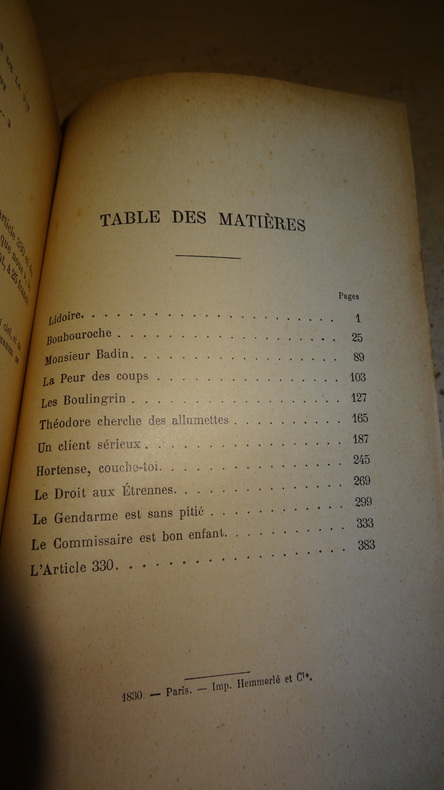 TABLE DES MATIÈRES
Pages
Lidoire. . . . . . . . . . . . . . . . . . 1
Boubouroche . . . . . . . . . . . . . . . . 25
Monsieur Badin. . . . . . . . . . . . . . . 89
La Peur des coups . . . . . . . . . . . . . 103
Les Boulingrin . . . . . . . . . . . . . . . 127
Théodore cherche des allumettes . . . . . . . 165
Un client sérieux . . . . . . . . . . . . . 187
Hortense, couche-toi. . . . . . . . . . . . 245
Le Droit aux Étrennes. . . . . . . . . . . . 269
Le Gendarme est sans pitié . . . . . . . . . 299
Le Commissaire est bon enfant. . . . . . . . 333
L'Article 330. . . . . . . . . . . . . . . . 383
1830 — Paris. — Imp. Hemmerlé et Cie.